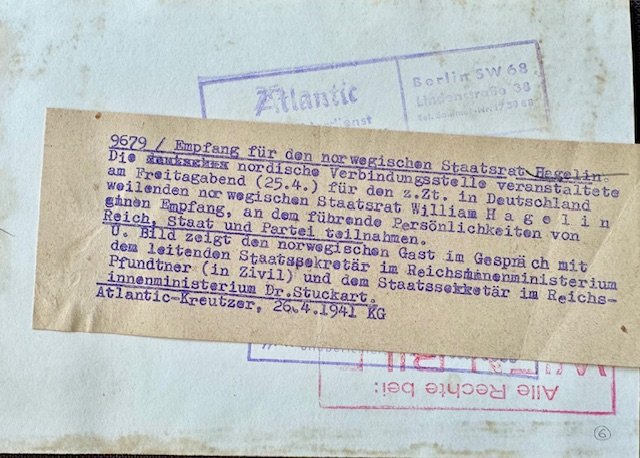 Atlantic
dienst
Berlin SW 68
Lindenstraße 38
9679 / Empfang für den norwegischen Staatsrat Hagelin.
Die nordische Verbindungsstelle veranstaltete
am Freitagabend (25.4.) für den z.Zt. in Deutschland
weilenden norwegischen Staatsrat William H a g e l i n
einen Empfang, an dem führende Persönlichkeiten von
Reich, Staat und Partei teilnahmen.
U. Bild zeigt den norwegischen Gast im Gespräch mit
dem leitenden Staatssekretär im Reichsinnenministerium
Pfundtner (in Zivil) und dem Staatssekretär im Reichs-
innenministerium Dr.Stuckart.
Atlantic-Kreutzer, 26.4.1941 KG
Alle Rechte bei:
6